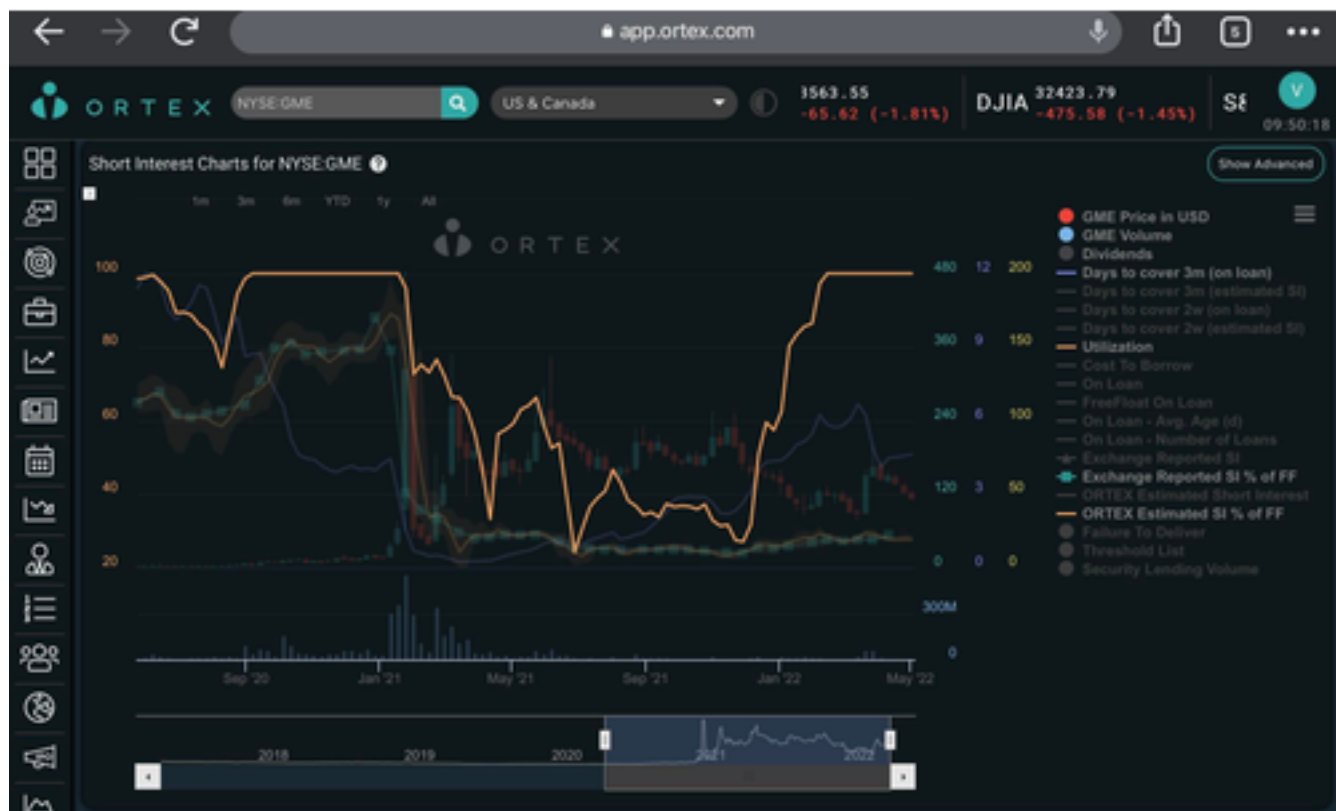 app.ortex.com
5
ORTEX
NYSE:GME
US & Canada
3563.55
-65.62 (-1.81%)
DJIA
32423.79
-475.58 (-1.45%)
V
09:50:18
Short Interest Charts for NYSE:GME
?
Show Advanced
1m 3m 6m YTD 1y All
ORTEX
GME Price in USD
GME Volume
Dividends
Days to cover 3m (on loan)
Days to cover 3m (estimated SI)
Days to cover 2w (on loan)
Days to cover 2w (estimated SI)
Utilization
Cost To Borrow
On Loan
FreeFloat On Loan
On Loan - Avg. Age (d)
On Loan - Number of Loans
Exchange Reported SI
Exchange Reported SI % of FF
ORTEX Estimated Short Interest
ORTEX Estimated SI % of FF
Failure To Deliver
Threshold List
Security Lending Volume
100 480 12 200
80 360 9 150
60 240 6 100
40 120 3 50
20 0 0 0
300M
0
Sep '20 Jan '21 May '21 Sep '21 Jan '22 May '22
2018 2019 2020 2021 2022